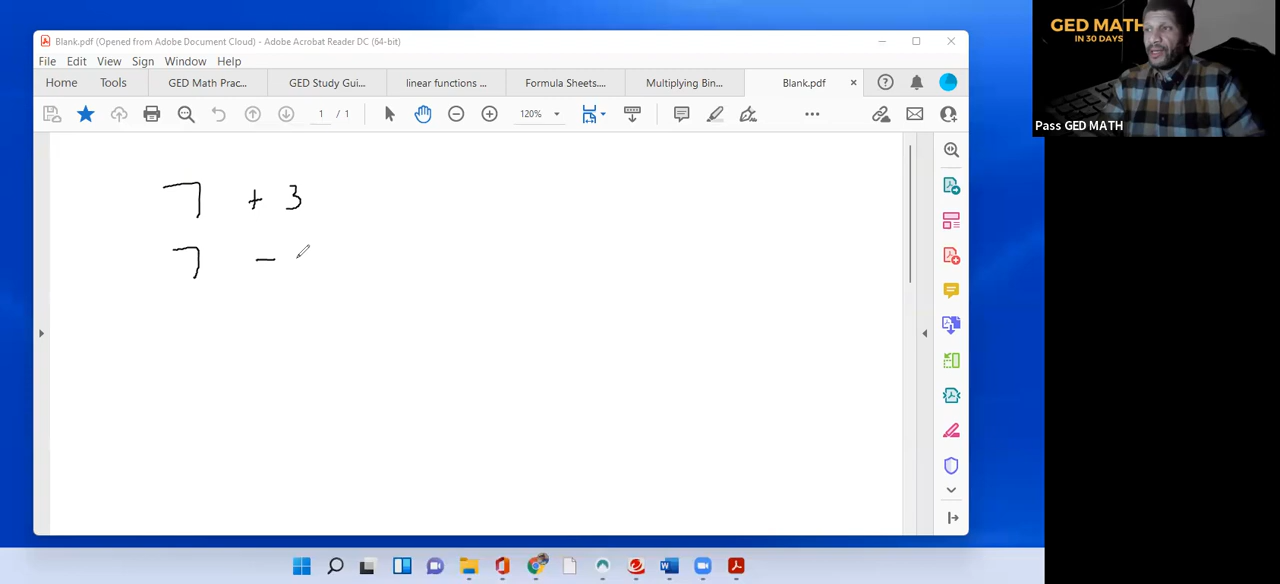 GED MATH
IN 30 DAYS
Pass GED MATH
Blank.pdf (Opened from Adobe Document Cloud) - Adobe Acrobat Reader DC (64-bit)
File Edit View Sign Window Help
Home Tools GED Math Prac... GED Study Gui... linear functions ... Formula Sheets.... Multiplying Bin... Blank.pdf
1 / 1 120%
7 + 3
7 -